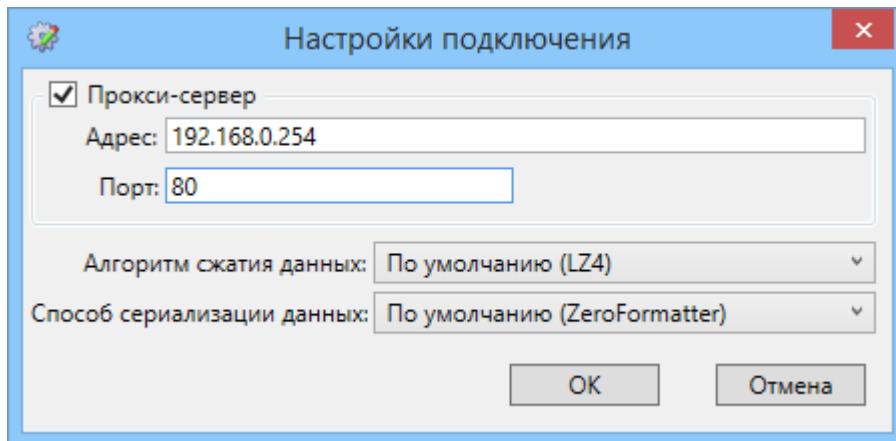 Настройки подключения
Прокси-сервер
Адрес: 192.168.0.254
Порт: 80
Алгоритм сжатия данных: По умолчанию (LZ4)
Способ сериализации данных: По умолчанию (ZeroFormatter)
OK Отмена